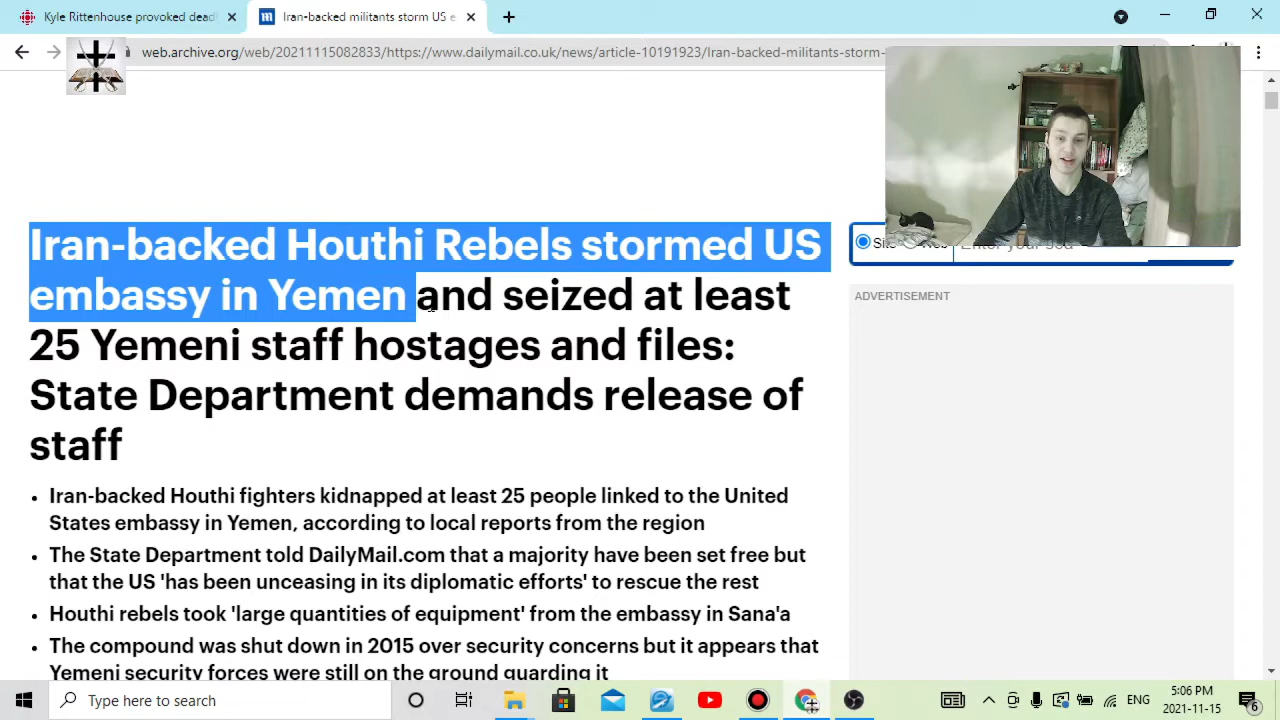 Rittenhouse provoked dead
Iran-backed Houthi Rebels storm US e
web.archive.org/web/20211115082833/https://www.dailymail.co.uk/news/article-10191923/Iran-backed-militants-storm-
Iran-backed Houthi Rebels stormed US
embassy in Yemen and seized at least
25 Yemeni staff hostages and files:
State Department demands release of
staff
Iran-backed Houthi fighters kidnapped at least 25 people linked to the United
States embassy in Yemen, according to local reports from the region
The State Department told DailyMail.com that a majority have been set free but
that the US 'has been unceasing in its diplomatic efforts' to rescue the rest
Houthi rebels took 'large quantities of equipment' from the embassy in Sana'a
The compound was shut down in 2015 over security concerns but it appears that
Yemeni security forces were still on the ground guarding it
ADVERTISEMENT
Type here to search
ENG
5:06 PM
2021-11-15
6